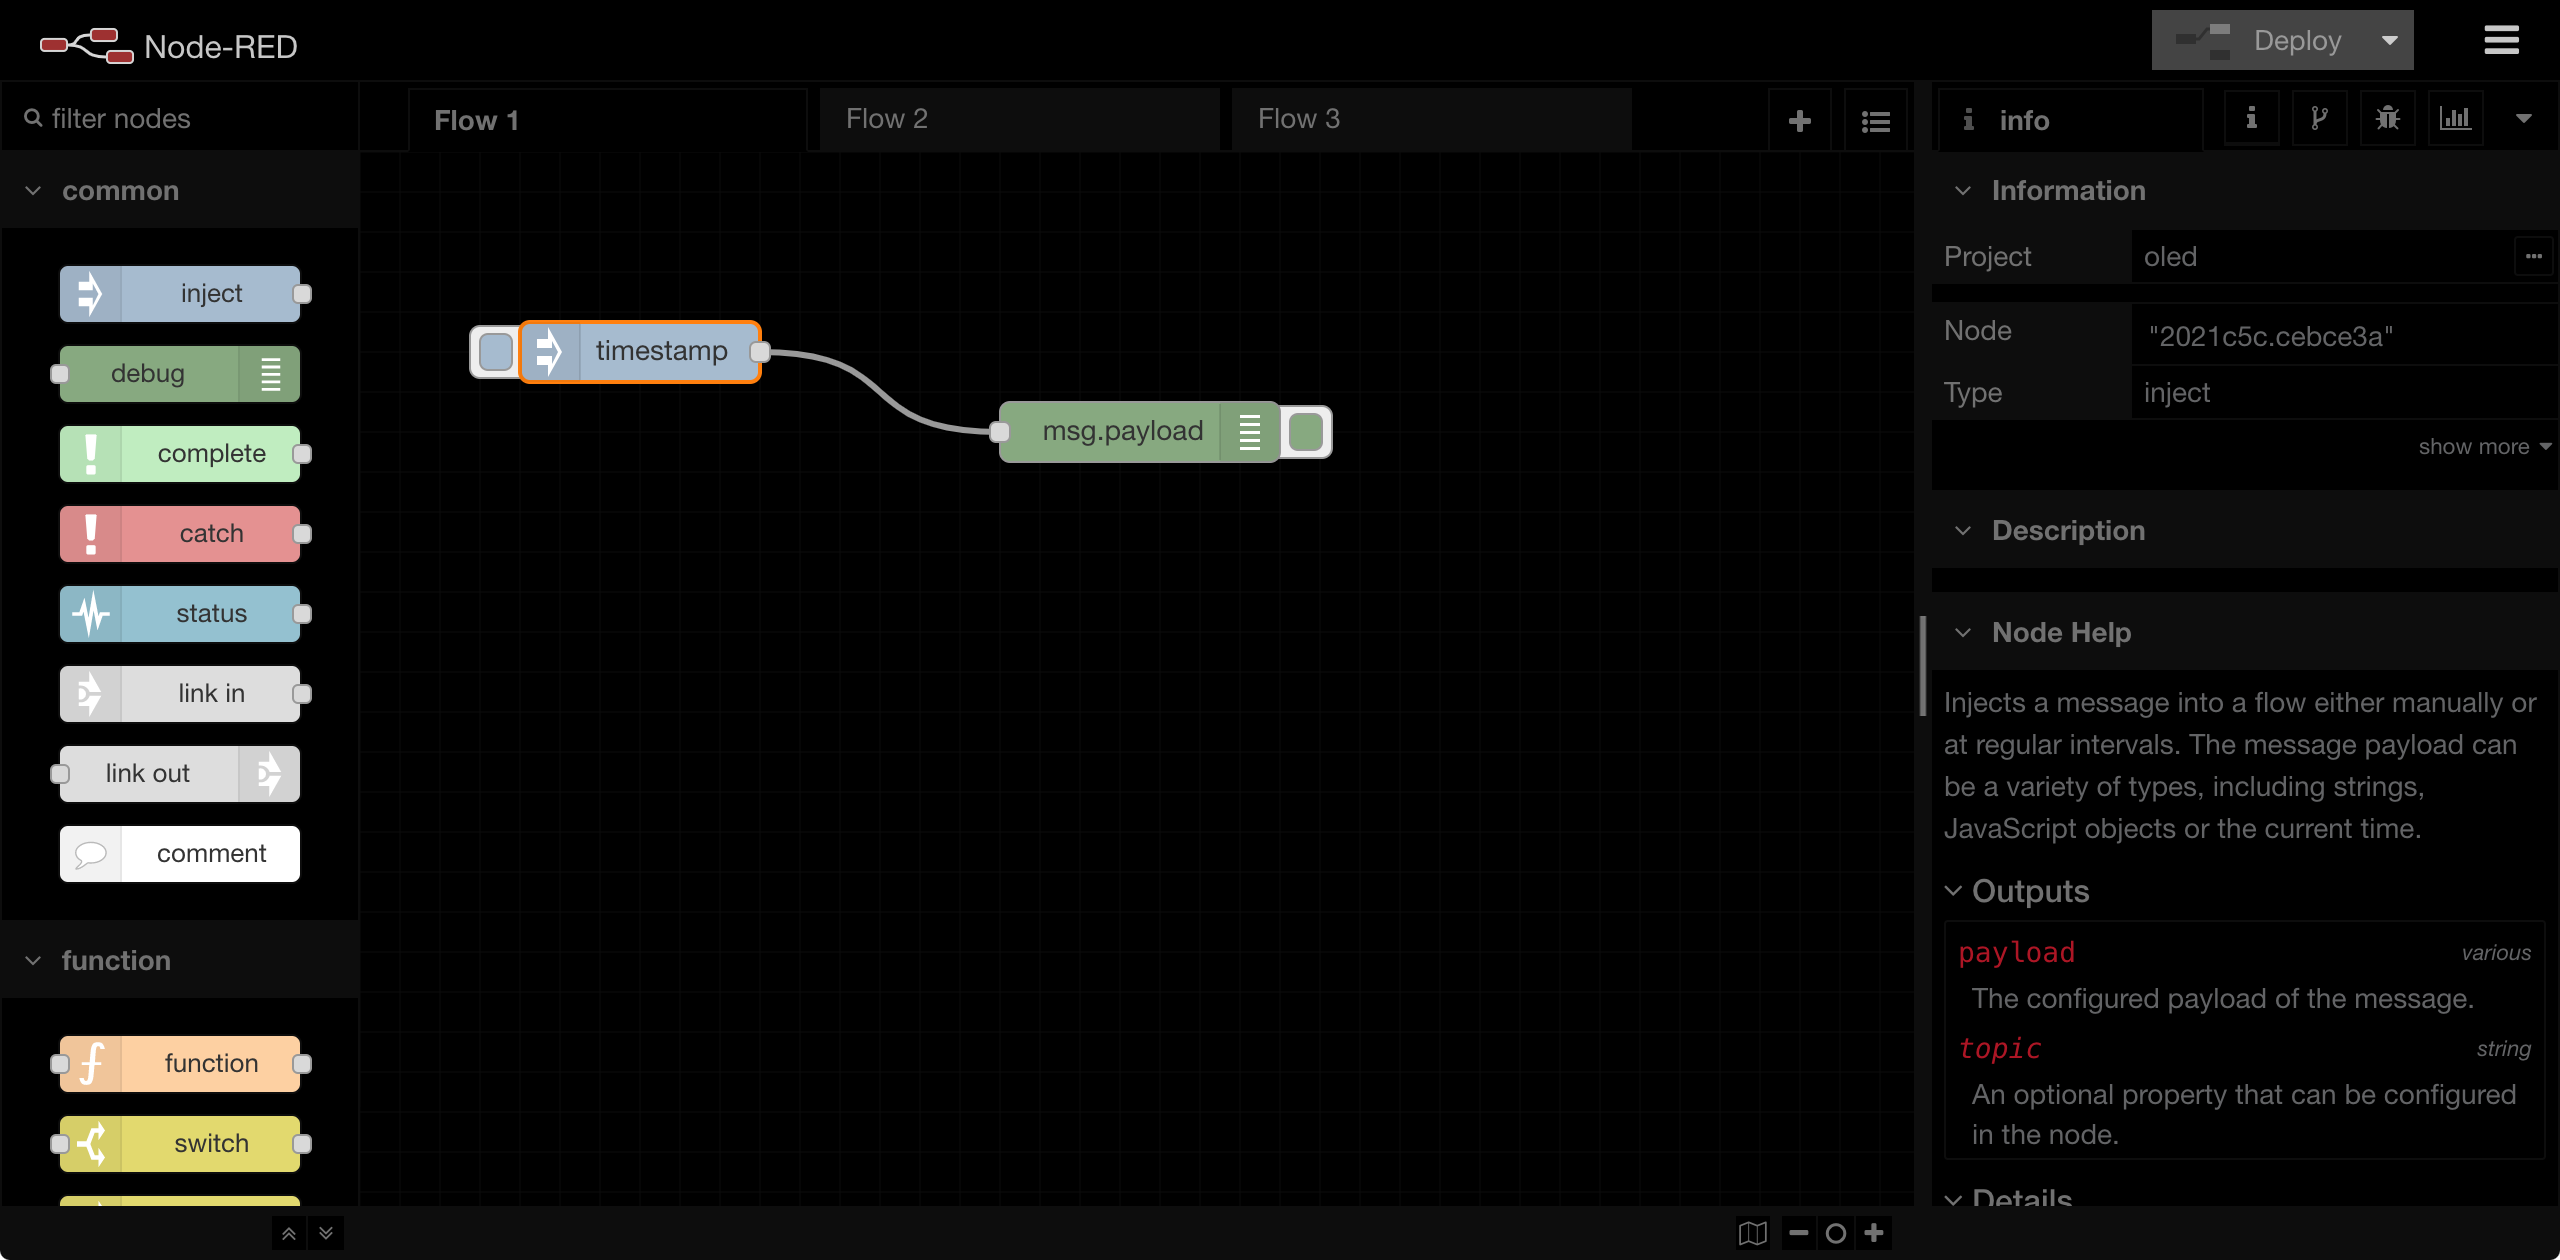 Node-RED
Deploy
filter nodes
Flow 1
Flow 2
Flow 3
info
common
inject
debug
complete
catch
status
link in
link out
comment
function
function
switch
timestamp
msg.payload
Information
Project
oled
Node
"2021c5c.cebce3a"
Type
inject
show more
Description
Node Help
Injects a message into a flow either manually or
at regular intervals. The message payload can
be a variety of types, including strings,
JavaScript objects or the current time.
Outputs
payload
various
The configured payload of the message.
topic
string
An optional property that can be configured
in the node.
Details